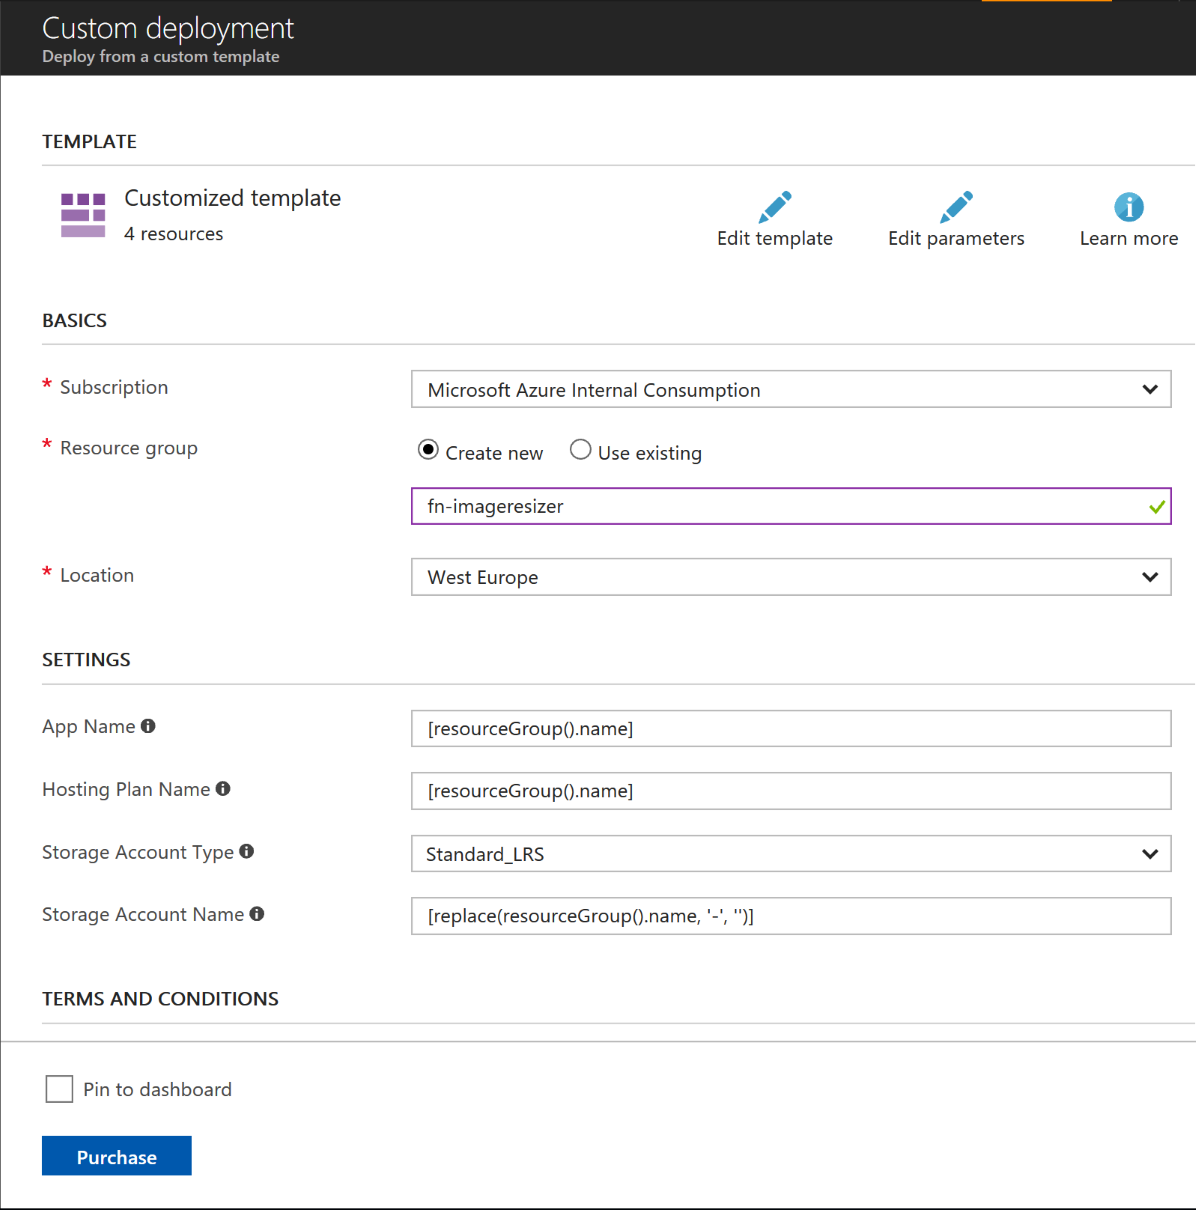 Custom deployment
Deploy from a custom template
TEMPLATE
Customized template
4 resources
Edit template
Edit parameters
Learn more
BASICS
* Subscription
Microsoft Azure Internal Consumption
* Resource group
Create new
Use existing
fn-imageresizer
* Location
West Europe
SETTINGS
App Name
[resourceGroup().name]
Hosting Plan Name
[resourceGroup().name]
Storage Account Type
Standard_LRS
Storage Account Name
[replace(resourceGroup().name, '-', '')]
TERMS AND CONDITIONS
Pin to dashboard
Purchase